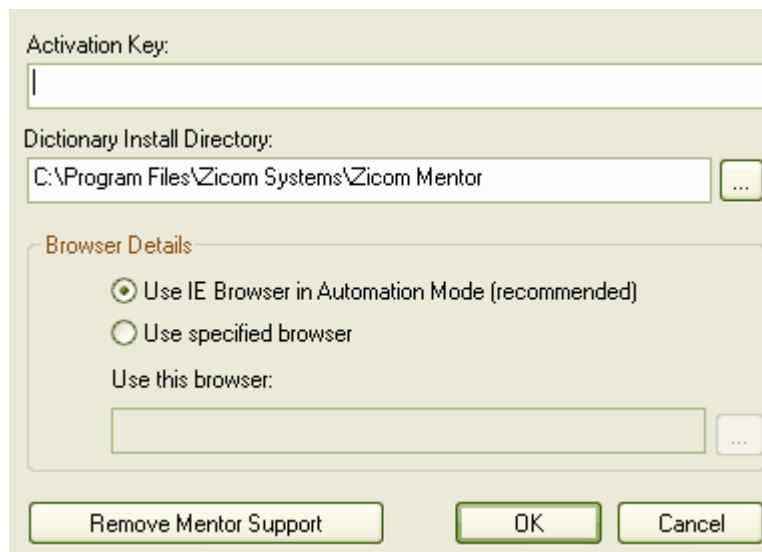 Activation Key:
Dictionary Install Directory:
C:\Program Files\Zicom Systems\Zicom Mentor
...
Browser Details
Use IE Browser in Automation Mode (recommended)
Use specified browser
Use this browser:
...
Remove Mentor Support OK Cancel